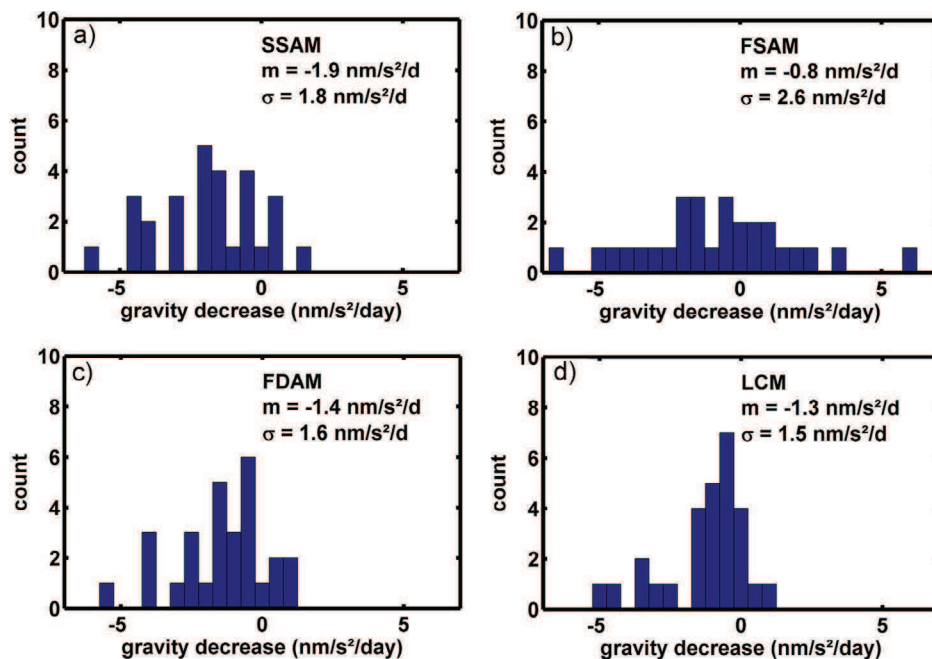 a)
SSAM
m = -1.9 nm/s²/d
σ = 1.8 nm/s²/d
10
8
6
4
2
0
count
-5
0
5
gravity decrease (nm/s²/day)
b)
FSAM
m = -0.8 nm/s²/d
σ = 2.6 nm/s²/d
10
8
6
4
2
0
count
-5
0
5
gravity decrease (nm/s²/day)
c)
FDAM
m = -1.4 nm/s²/d
σ = 1.6 nm/s²/d
10
8
6
4
2
0
count
-5
0
5
gravity decrease (nm/s²/day)
d)
LCM
m = -1.3 nm/s²/d
σ = 1.5 nm/s²/d
10
8
6
4
2
0
count
-5
0
5
gravity decrease (nm/s²/day)